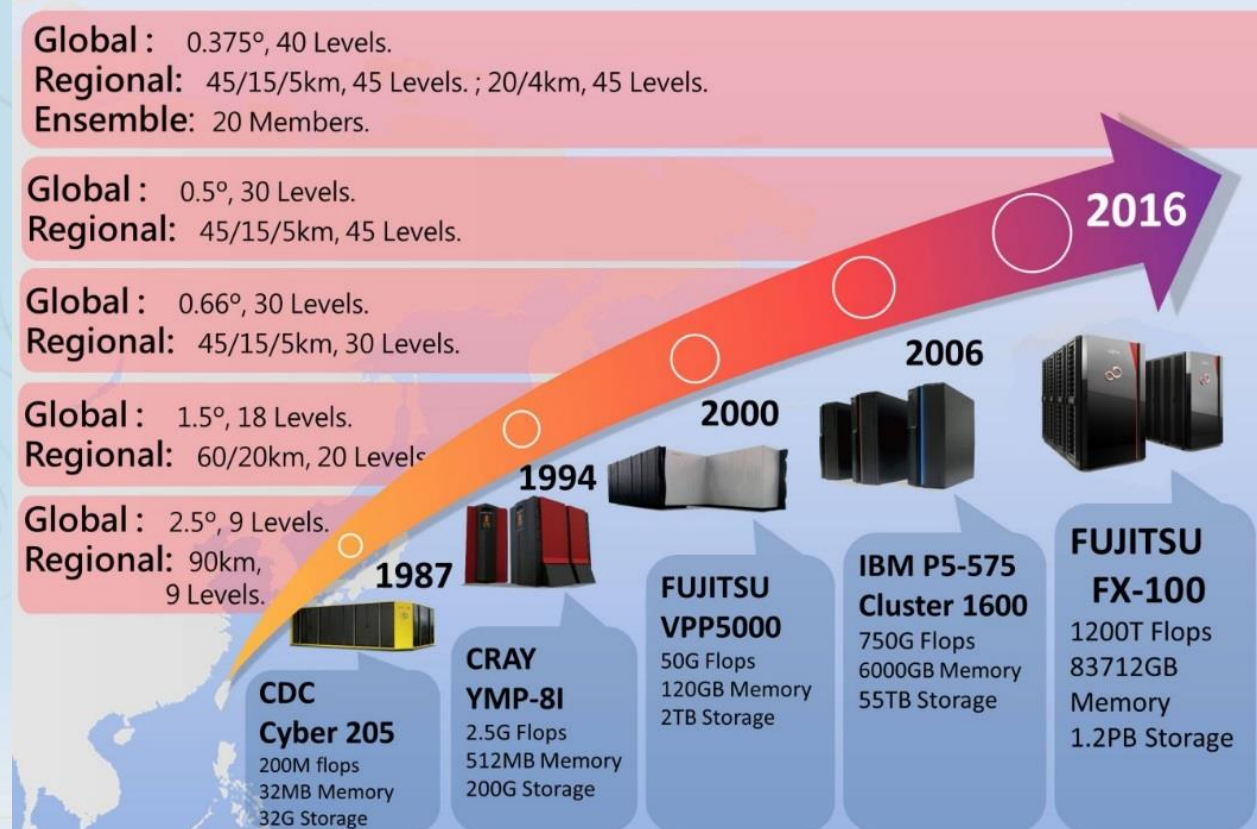 Global : 0.375º, 40 Levels.
Regional: 45/15/5km, 45 Levels. ; 20/4km, 45 Levels.
Ensemble: 20 Members.
Global : 0.5º, 30 Levels.
Regional: 45/15/5km, 45 Levels.
Global : 0.66º, 30 Levels.
Regional: 45/15/5km, 30 Levels.
Global : 1.5º, 18 Levels.
Regional: 60/20km, 20 Levels
Global : 2.5º, 9 Levels.
Regional: 90km,
9 Levels.
1987
1994
2000
2006
2016
CDC
Cyber 205
200M flops
32MB Memory
32G Storage
CRAY
YMP-8I
2.5G Flops
512MB Memory
200G Storage
FUJITSU
VPP5000
50G Flops
120GB Memory
2TB Storage
IBM P5-575
Cluster 1600
750G Flops
6000GB Memory
55TB Storage
FUJITSU
FX-100
1200T Flops
83712GB
Memory
1.2PB Storage